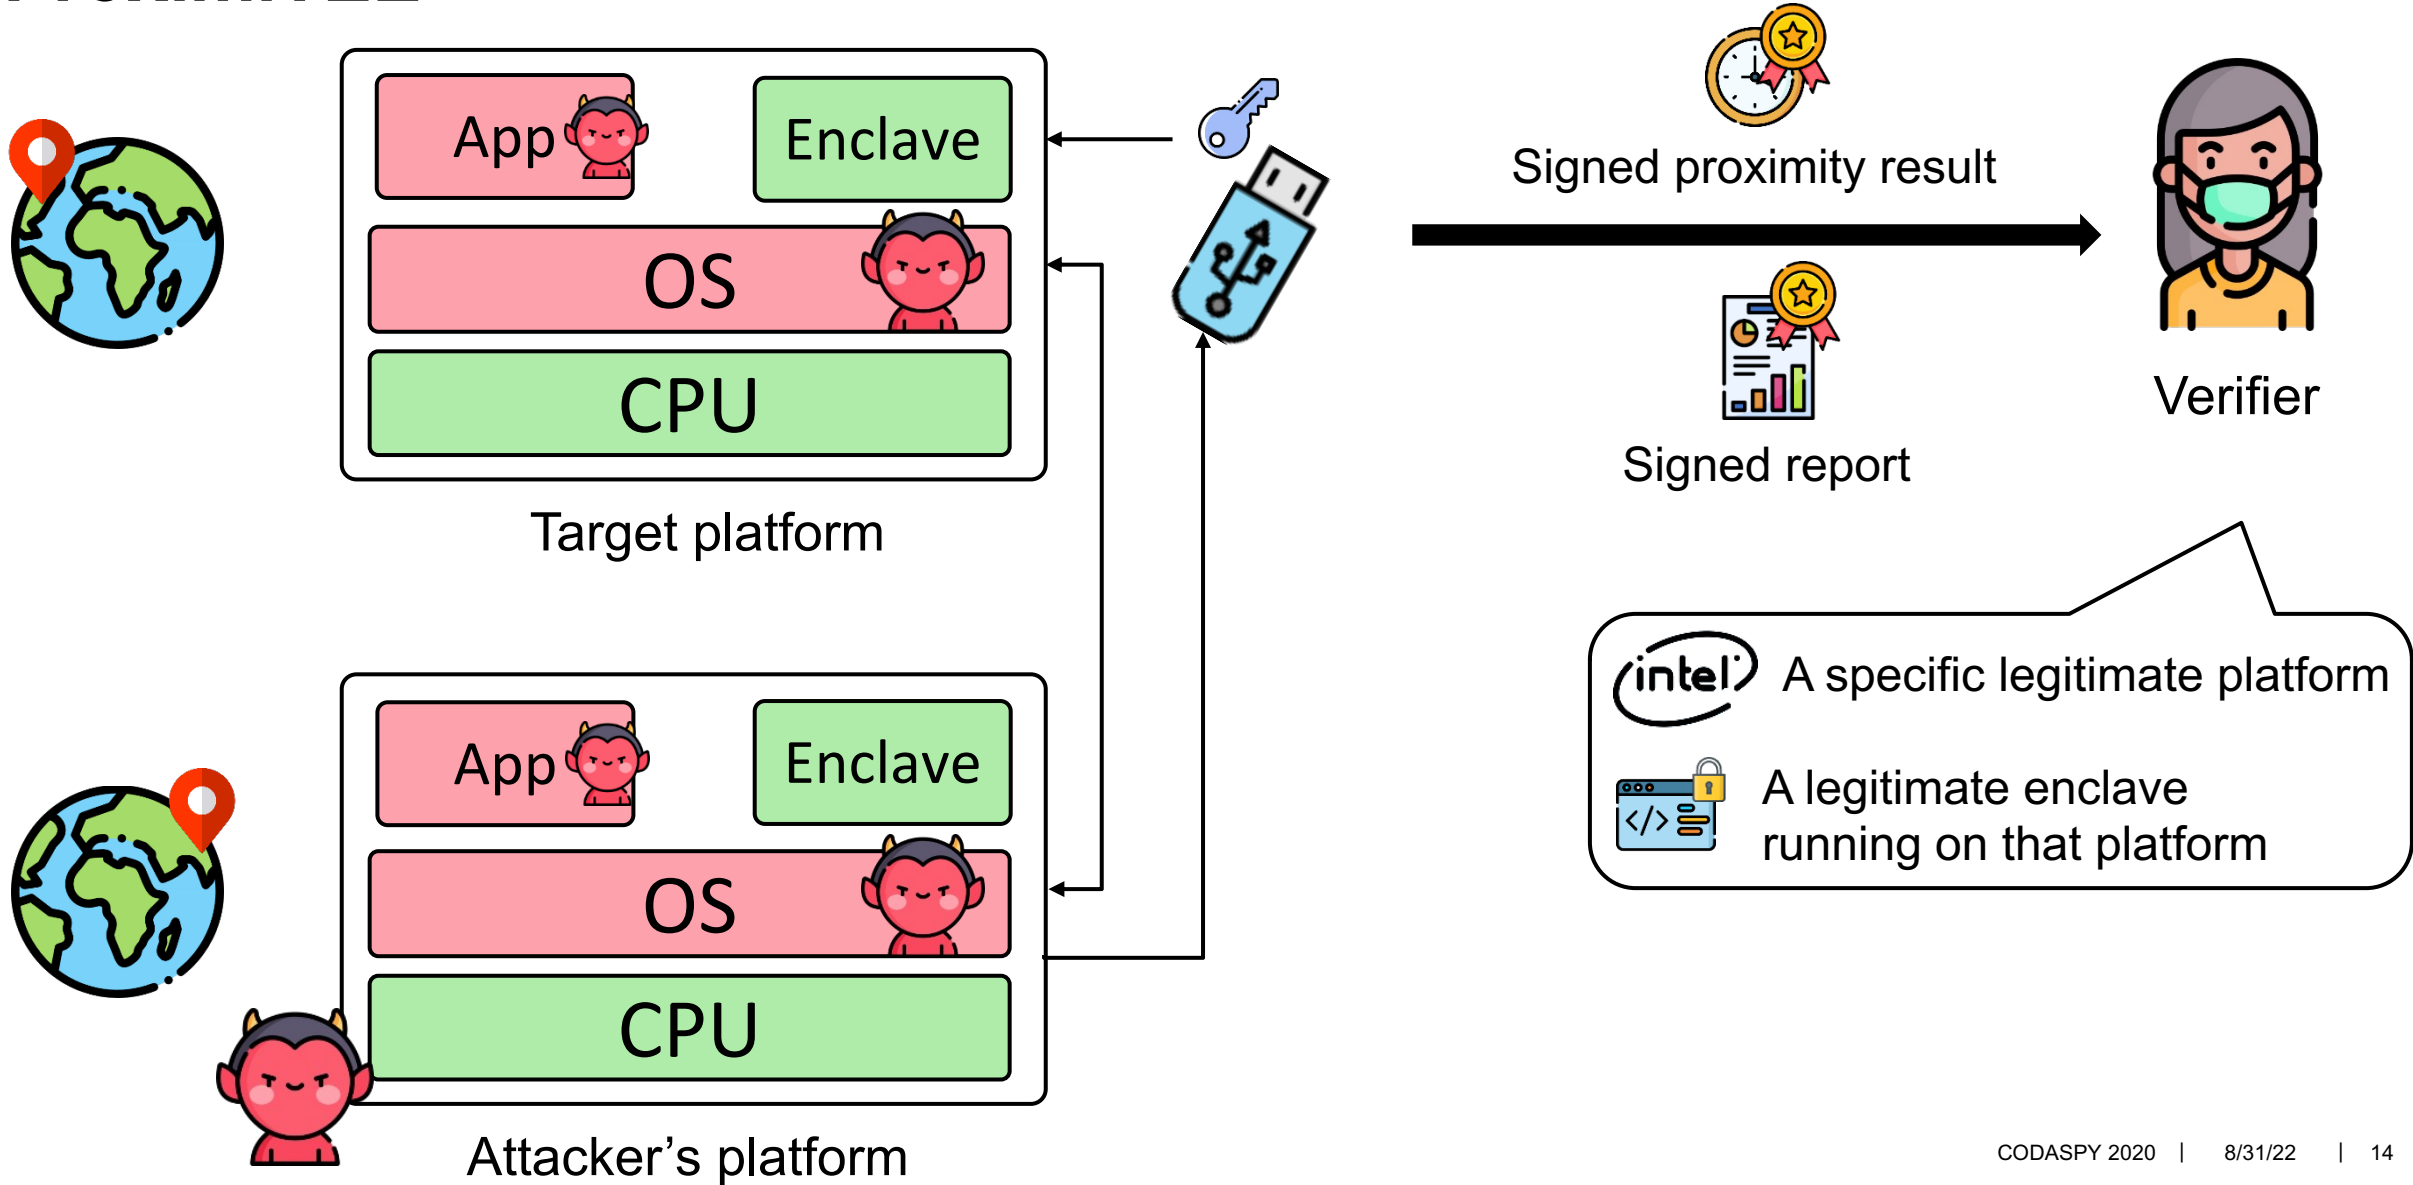 App
Enclave
OS
CPU
Target platform
Signed proximity result
Signed report
Verifier
intel
A specific legitimate platform
</>
A legitimate enclave
running on that platform
App
Enclave
OS
CPU
Attacker’s platform
CODASPY 2020 | 8/31/22 | 14